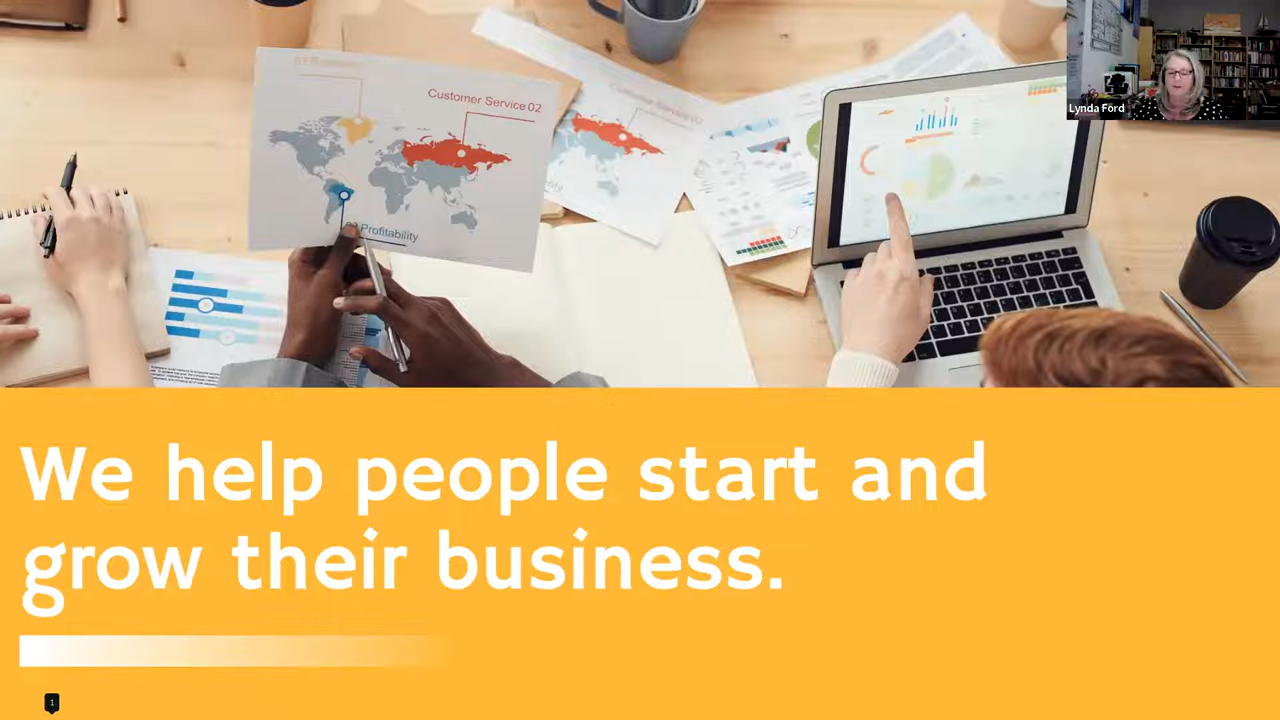 Customer Service 02
Profitability
Lynda Ford
We help people start and
grow their business.
1